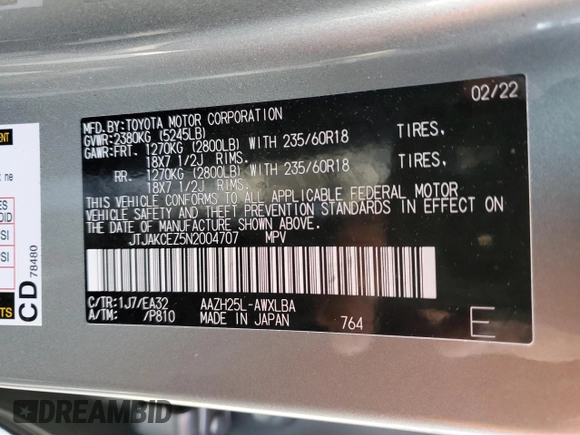 02/22
MFD.BY:TOYOTA MOTOR CORPORATION
GVWR:2380KG (5245LB)
GAWR:FRT. 1270KG (2800LB) WITH 235/60R18 TIRES.
18X7 1/2J RIMS.
RR. 1270KG (2800LB) WITH 235/60R18 TIRES.
18X7 1/2J RIMS.
THIS VEHICLE CONFORMS TO ALL APPLICABLE FEDERAL MOTOR
VEHICLE SAFETY AND THEFT PREVENTION STANDARDS IN EFFECT ON
THE DATE OF MANUFACTURE SHOWN ABOVE.
JTJAKCEZ5N2004707 MPV
C/TR:1J7/EA32 AAZH25L-AWXLBA
A/TM: /P810 MADE IN JAPAN 764 E
CD 78480
DREAMBID